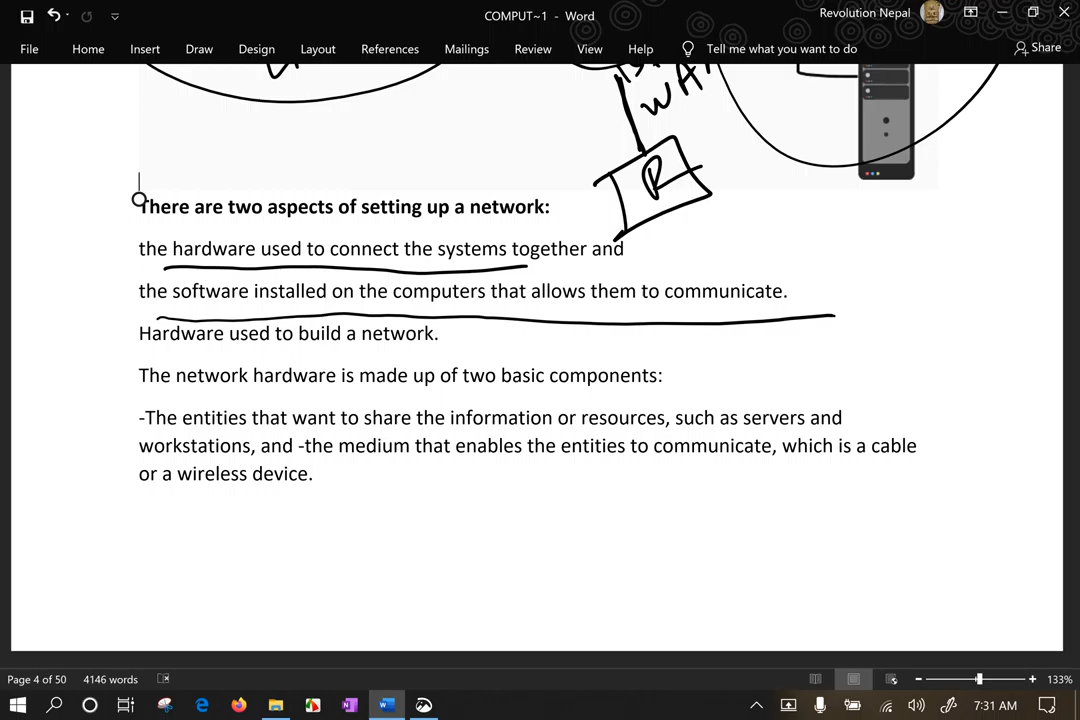 COMPUT~1 - Word
Revolution Nepal
File Home Insert Draw Design Layout References Mailings Review View Help Tell me what you want to do Share
WA
R
There are two aspects of setting up a network:
the hardware used to connect the systems together and
the software installed on the computers that allows them to communicate.
Hardware used to build a network.
The network hardware is made up of two basic components:
-The entities that want to share the information or resources, such as servers and
workstations, and -the medium that enables the entities to communicate, which is a cable
or a wireless device.
Page 4 of 50 4146 words 133%
7:31 AM